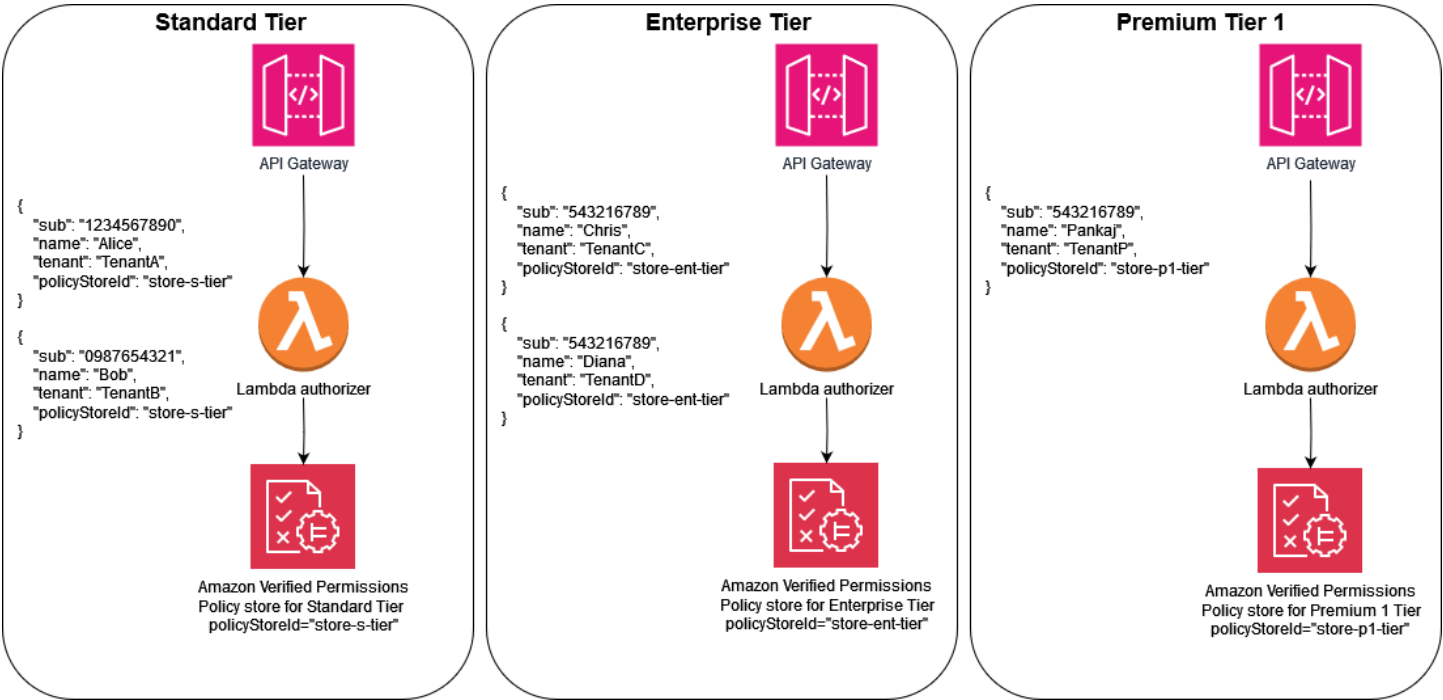 Standard Tier
API Gateway
{
"sub": "1234567890",
"name": "Alice",
"tenant": "TenantA",
"policyStoreId": "store-s-tier"
}
{
"sub": "0987654321",
"name": "Bob",
"tenant": "TenantB",
"policyStoreId": "store-s-tier"
}
Lambda authorizer
Amazon Verified Permissions
Policy store for Standard Tier
policyStoreId="store-s-tier"
Enterprise Tier
API Gateway
{
"sub": "543216789",
"name": "Chris",
"tenant": "TenantC",
"policyStoreId": "store-ent-tier"
}
{
"sub": "543216789",
"name": "Diana",
"tenant": "TenantD",
"policyStoreId": "store-ent-tier"
}
Lambda authorizer
Amazon Verified Permissions
Policy store for Enterprise Tier
policyStoreId="store-ent-tier"
Premium Tier 1
API Gateway
{
"sub": "543216789",
"name": "Pankaj",
"tenant": "TenantP",
"policyStoreId": "store-p1-tier"
}
Lambda authorizer
Amazon Verified Permissions
Policy store for Premium 1 Tier
policyStoreId="store-p1-tier"